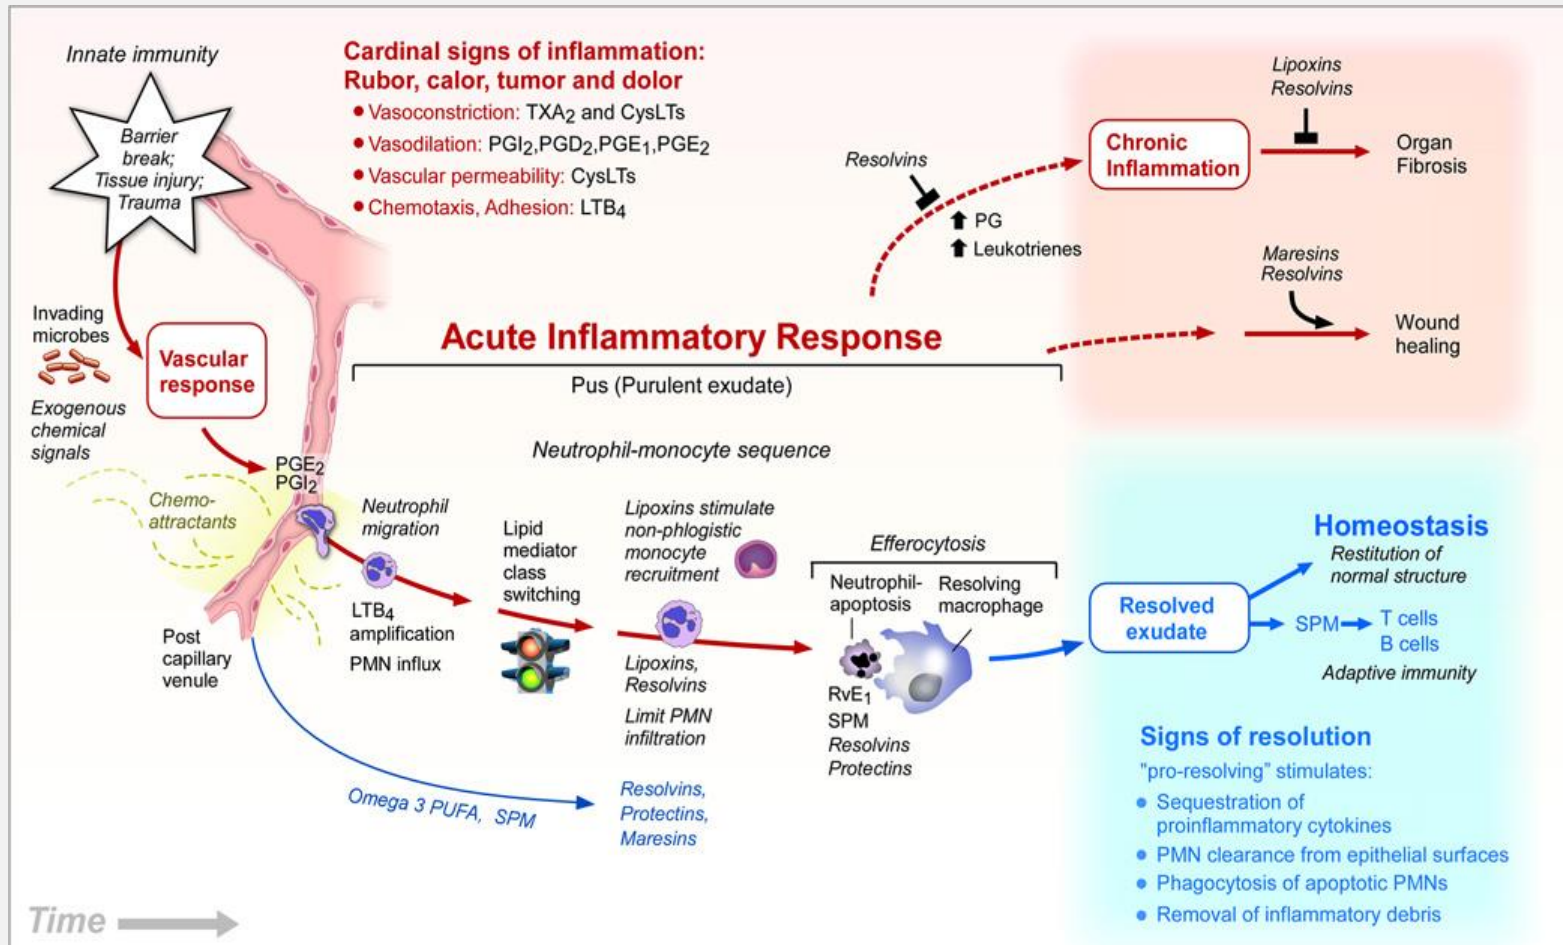 Innate immunity
Barrier
break;
Tissue injury;
Trauma
Cardinal signs of inflammation:
Rubor, calor, tumor and dolor
• Vasoconstriction: TXA2 and CysLTs
• Vasodilation: PGI2,PGD2,PGE1,PGE2
• Vascular permeability: CysLTs
• Chemotaxis, Adhesion: LTB4
Resolvins
PG
Leukotrienes
Chronic
Inflammation
Lipoxins
Resolvins
Organ
Fibrosis
Maresins
Resolvins
Wound
healing
Invading
microbes
Exogenous
chemical
signals
Vascular
response
Acute Inflammatory Response
Pus (Purulent exudate)
Neutrophil-monocyte sequence
PGE2
PGI2
Chemo-
attractants
Post
capillary
venule
Neutrophil
migration
LTB4
amplification
PMN influx
Lipid
mediator
class
switching
Lipoxins stimulate
non-phlogistic
monocyte
recruitment
Lipoxins,
Resolvins
Limit PMN
infiltration
Efferocytosis
Neutrophil-
apoptosis
Resolving
macrophage
RvE1
SPM
Resolvins
Protectins
Omega 3 PUFA, SPM
Resolvins,
Protectins,
Maresins
Resolved
exudate
Homeostasis
Restitution of
normal structure
SPM
T cells
B cells
Adaptive immunity
Signs of resolution
"pro-resolving” stimulates:
• Sequestration of
proinflammatory cytokines
• PMN clearance from epithelial surfaces
• Phagocytosis of apoptotic PMNs
• Removal of inflammatory debris
Time